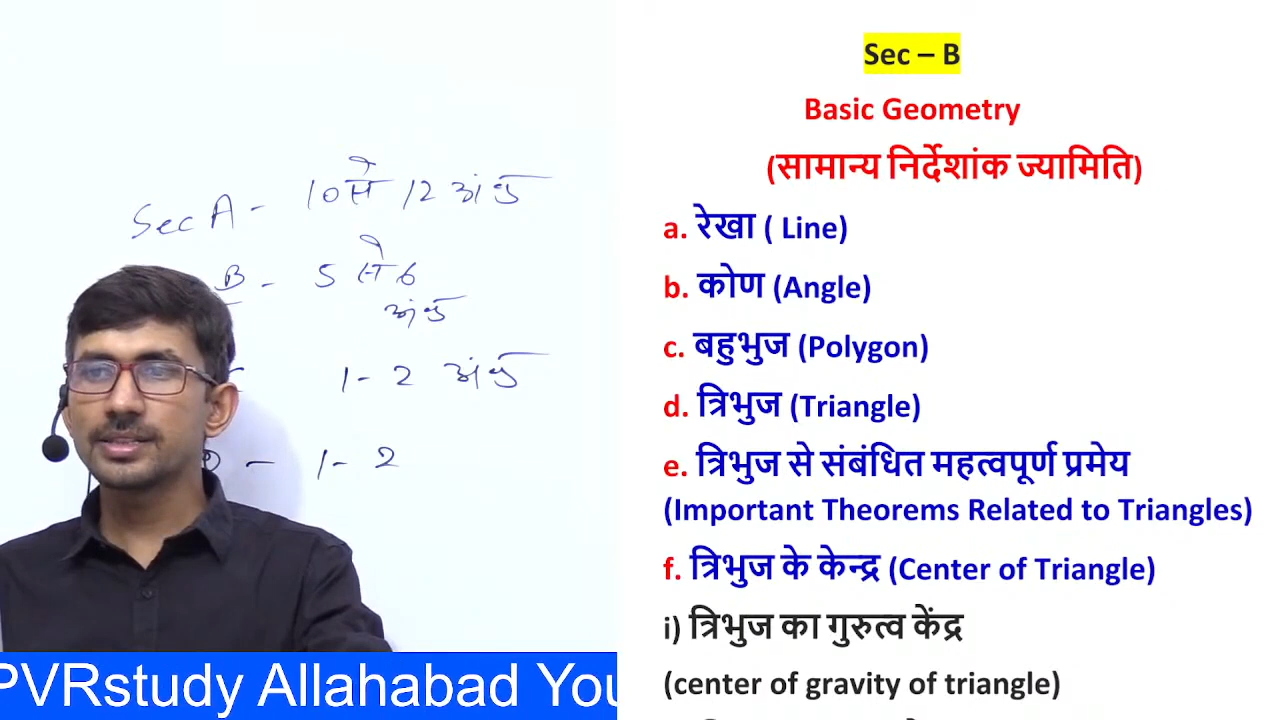 Sec A - 10 से 12 अंक
B - 5 से 6
अंक
1 - 2 अंक
D - 1 - 2
PVRstudy Allahabad You
Sec – B
Basic Geometry
(सामान्य निर्देशांक ज्यामिति)
a. रेखा ( Line)
b. कोण (Angle)
c. बहुभुज (Polygon)
d. त्रिभुज (Triangle)
e. त्रिभुज से संबंधित महत्वपूर्ण प्रमेय
(Important Theorems Related to Triangles)
f. त्रिभुज के केन्द्र (Center of Triangle)
i) त्रिभुज का गुरुत्व केंद्र
(center of gravity of triangle)